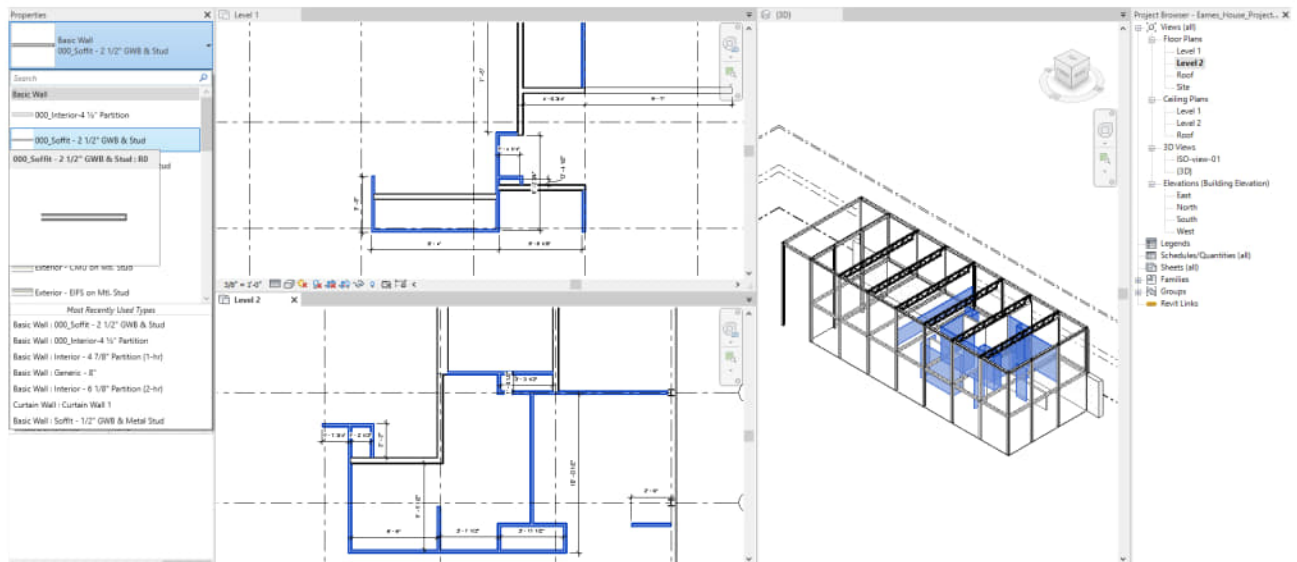 Properties
Basic Wall
000_Soffit - 2 1/2" GWB & Stud
Search
Basic Wall
000_Interior-4 ½" Partition
000_Soffit - 2 1/2" GWB & Stud
000_Soffit - 2 1/2" GWB & Stud : R0
ud
Exterior - CMU on Mtl. Stud
Exterior - EIFS on Mtl. Stud
Most Recently Used Types
Basic Wall : 000_Soffit - 2 1/2" GWB & Stud
Basic Wall : 000_Interior-4 ½" Partition
Basic Wall : Interior - 4 7/8" Partition (1-hr)
Basic Wall : Generic - 8"
Basic Wall : Interior - 6 1/8" Partition (2-hr)
Curtain Wall : Curtain Wall 1
Basic Wall : Soffit - 1/2" GWB & Metal Stud
Level 1
3/8" = 1'-0"
Level 2
{3D}
Project Browser - Eames_House_Project...
Views (all)
Floor Plans
Level 1
Level 2
Roof
Site
Ceiling Plans
Level 1
Level 2
Roof
3D Views
ISO-view-01
{3D}
Elevations (Building Elevation)
East
North
South
West
Legends
Schedules/Quantities (all)
Sheets (all)
Families
Groups
Revit Links